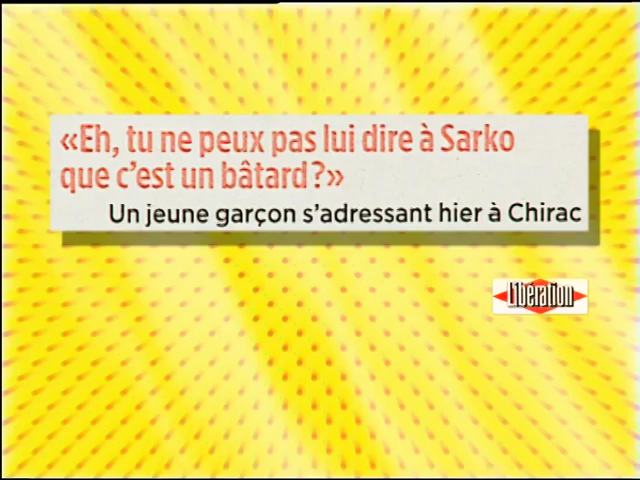 «Eh, tu ne peux pas lui dire à Sarko
que c’est un bâtard?»
Un jeune garçon s’adressant hier à Chirac
Libération